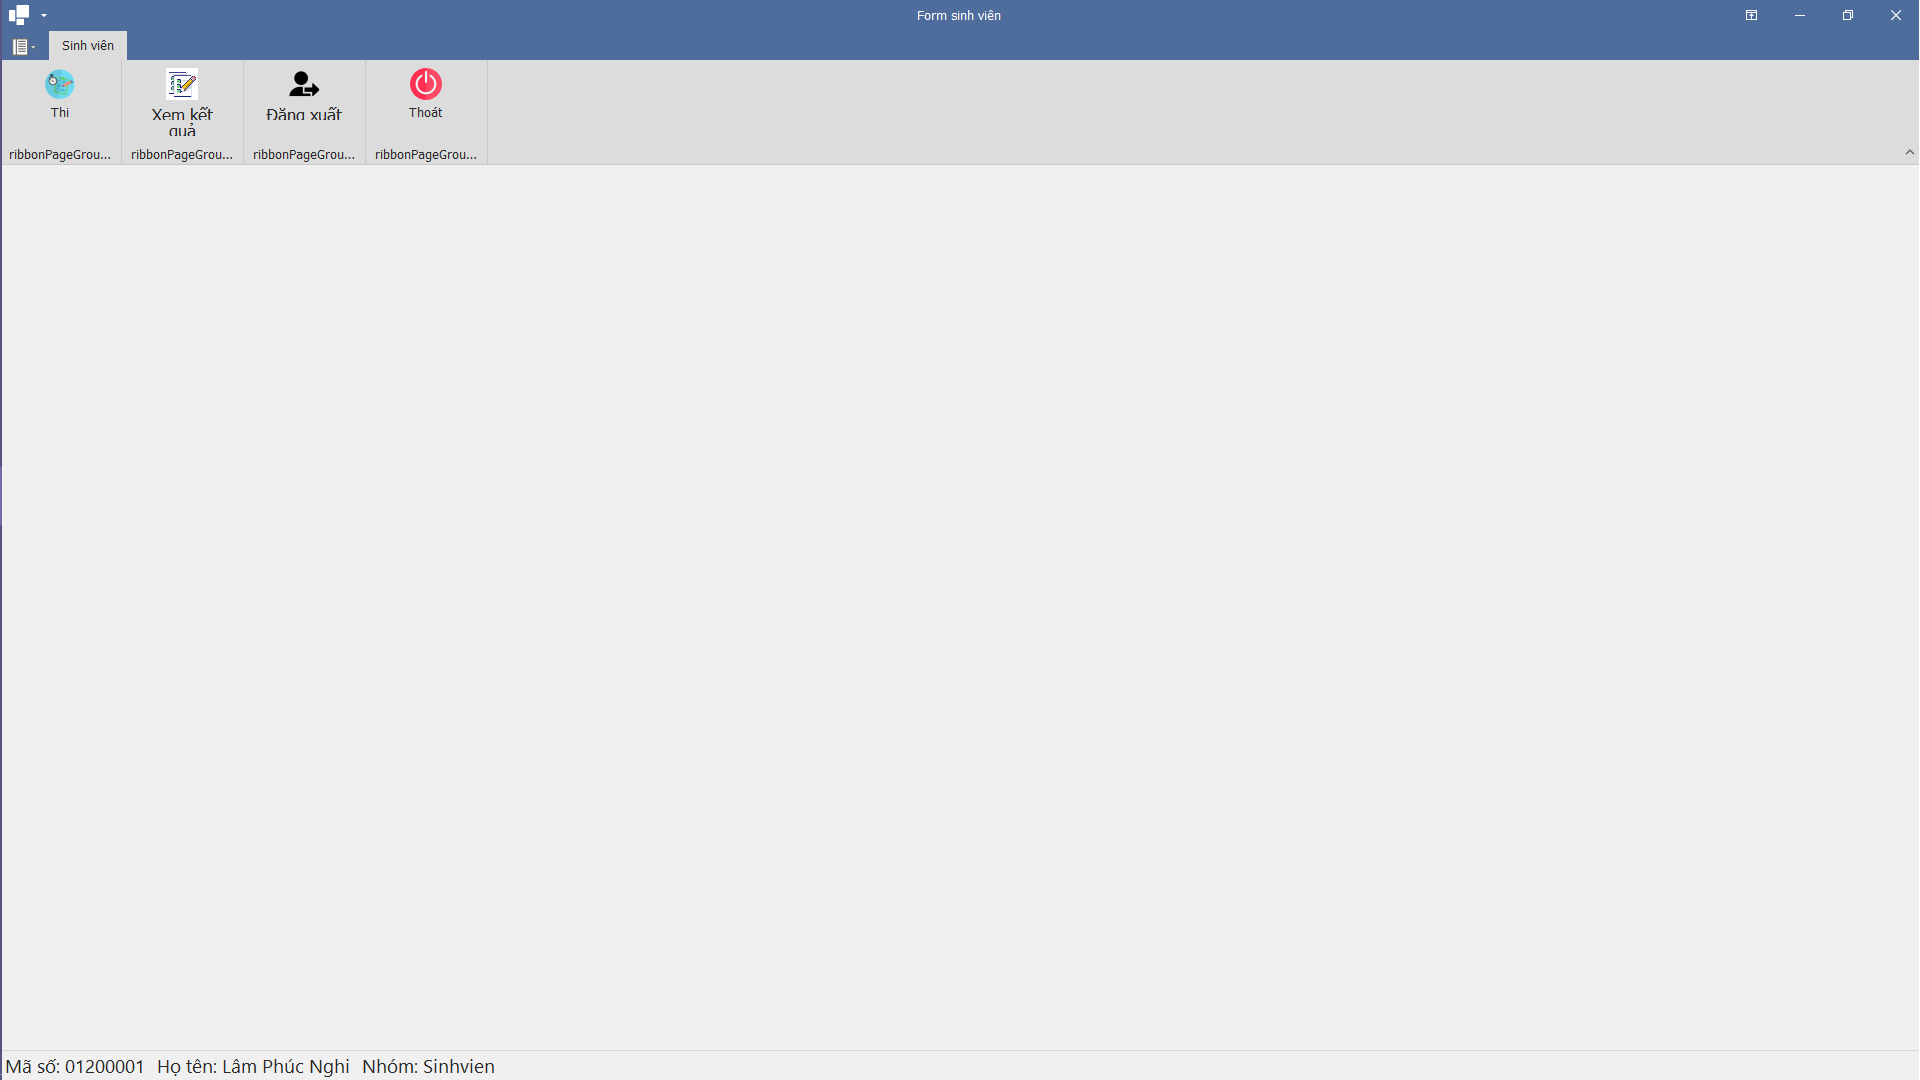 Form sinh viên
Sinh viên
Thi
Xem kết
quả
Đăng xuất
Thoát
ribbonPageGrou...
ribbonPageGrou...
ribbonPageGrou...
ribbonPageGrou...
Mã số: 01200001 Họ tên: Lâm Phúc Nghi Nhóm: Sinhvien